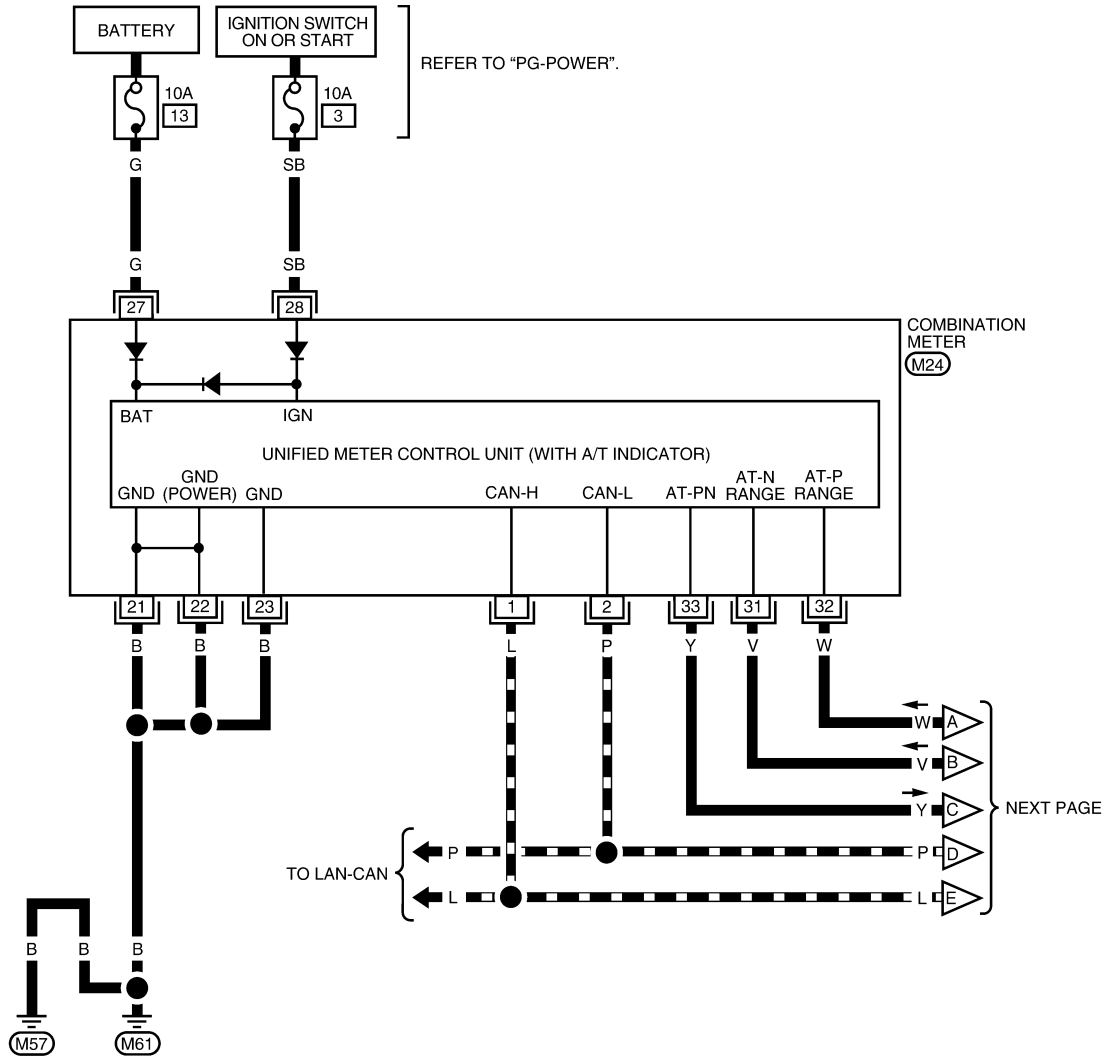 BATTERY
IGNITION SWITCH
ON OR START
REFER TO “PG-POWER”.
10A
13
10A
3
G
SB
G
SB
27
28
COMBINATION
METER
M24
BAT
IGN
UNIFIED METER CONTROL UNIT (WITH A/T INDICATOR)
GND
GND
(POWER)
GND
CAN-H
CAN-L
AT-PN
AT-N
RANGE
AT-P
RANGE
21
22
23
1
2
33
31
32
B
B
B
L
P
Y
V
W
W
A
V
B
Y
C
NEXT PAGE
P
P
D
TO LAN-CAN
L
L
E
B
B
B
M57
M61